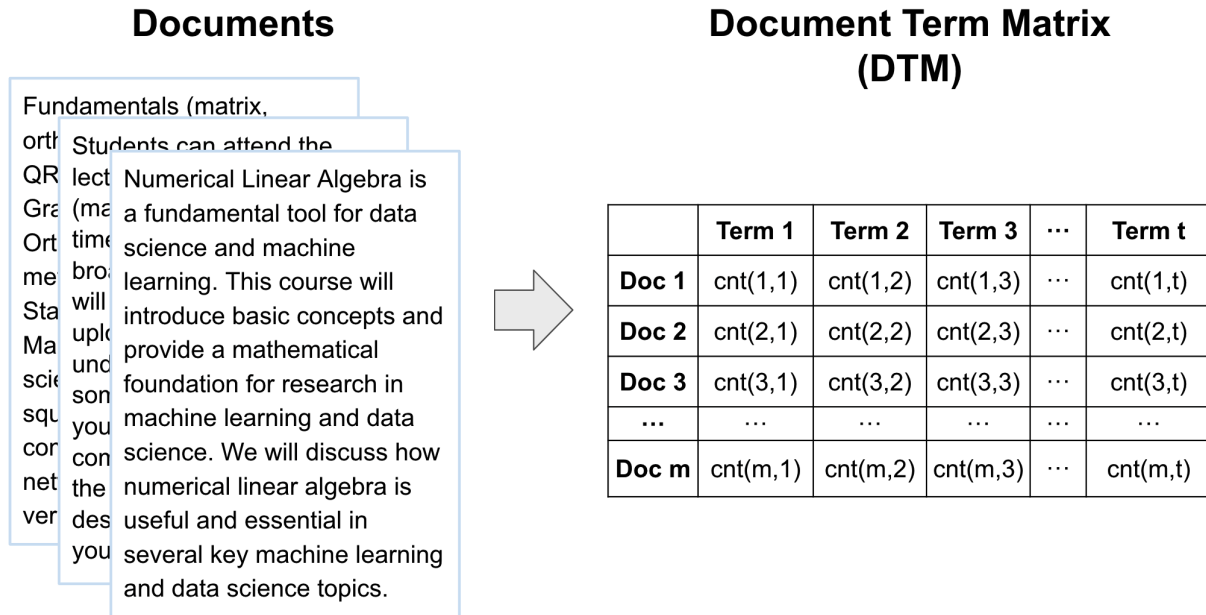 Documents
Document Term Matrix
(DTM)
Fundamentals (matrix,
Students can attend the
QR
Numerical Linear Algebra is
a fundamental tool for data
science and machine
learning. This course will
introduce basic concepts and
provide a mathematical
foundation for research in
machine learning and data
science. We will discuss how
numerical linear algebra is
useful and essential in
several key machine learning
and data science topics.
(ma
will
the
you
Term 1 Term 2 Term 3 ... Term t
Doc 1 cnt(1,1) cnt(1,2) cnt(1,3) ... cnt(1,t)
Doc 2 cnt(2,1) cnt(2,2) cnt(2,3) ... cnt(2,t)
Doc 3 cnt(3,1) cnt(3,2) cnt(3,3) ... cnt(3,t)
... ... ... ... ... ...
Doc m cnt(m,1) cnt(m,2) cnt(m,3) ... cnt(m,t)